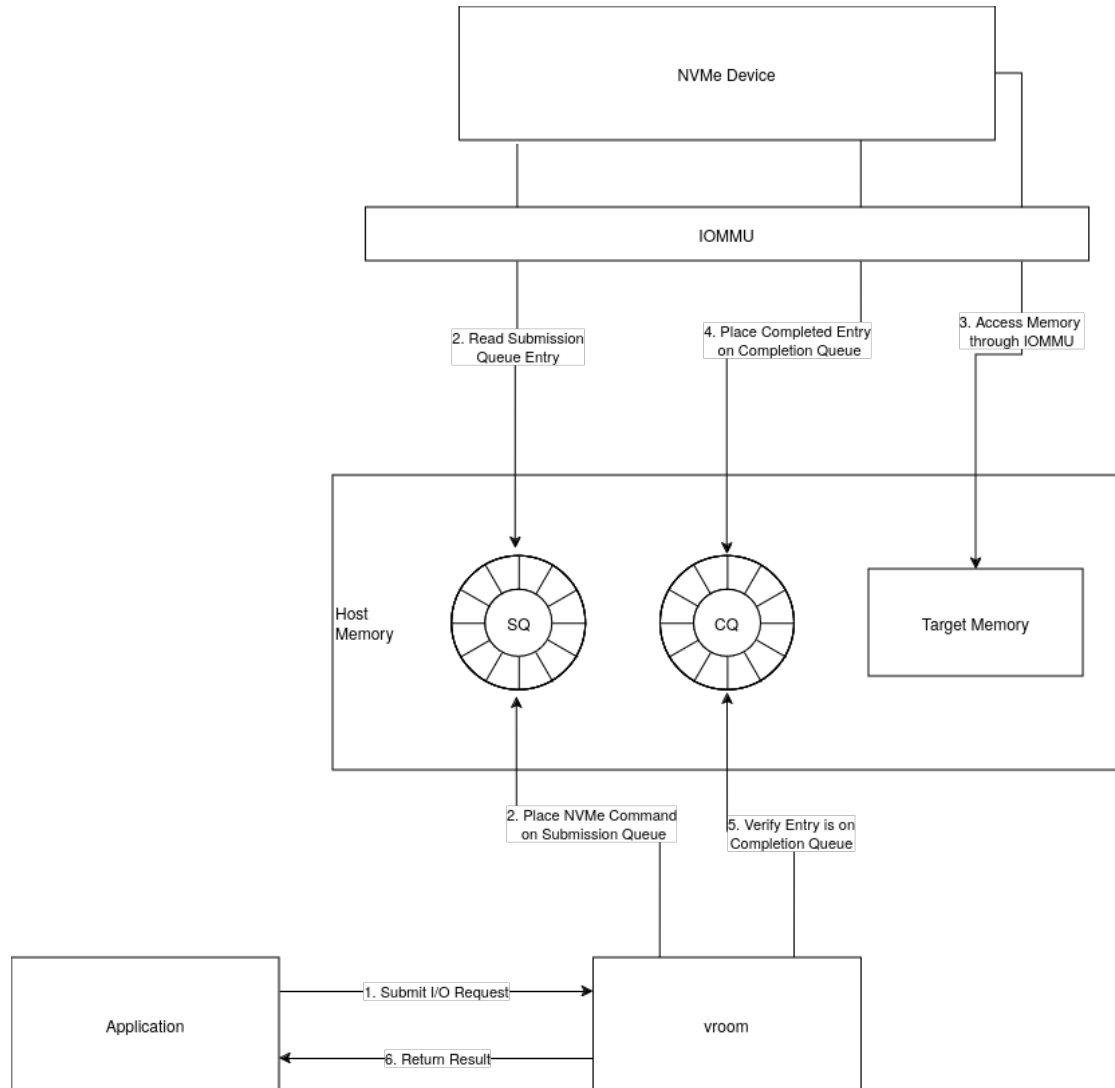 NVMe Device
IOMMU
2. Read Submission
Queue Entry
4. Place Completed Entry
on Completion Queue
3. Access Memory
through IOMMU
Host
Memory
SQ
CQ
Target Memory
2. Place NVMe Command
on Submission Queue
5. Verify Entry is on
Completion Queue
1. Submit I/O Request
Application
vroom
6. Return Result